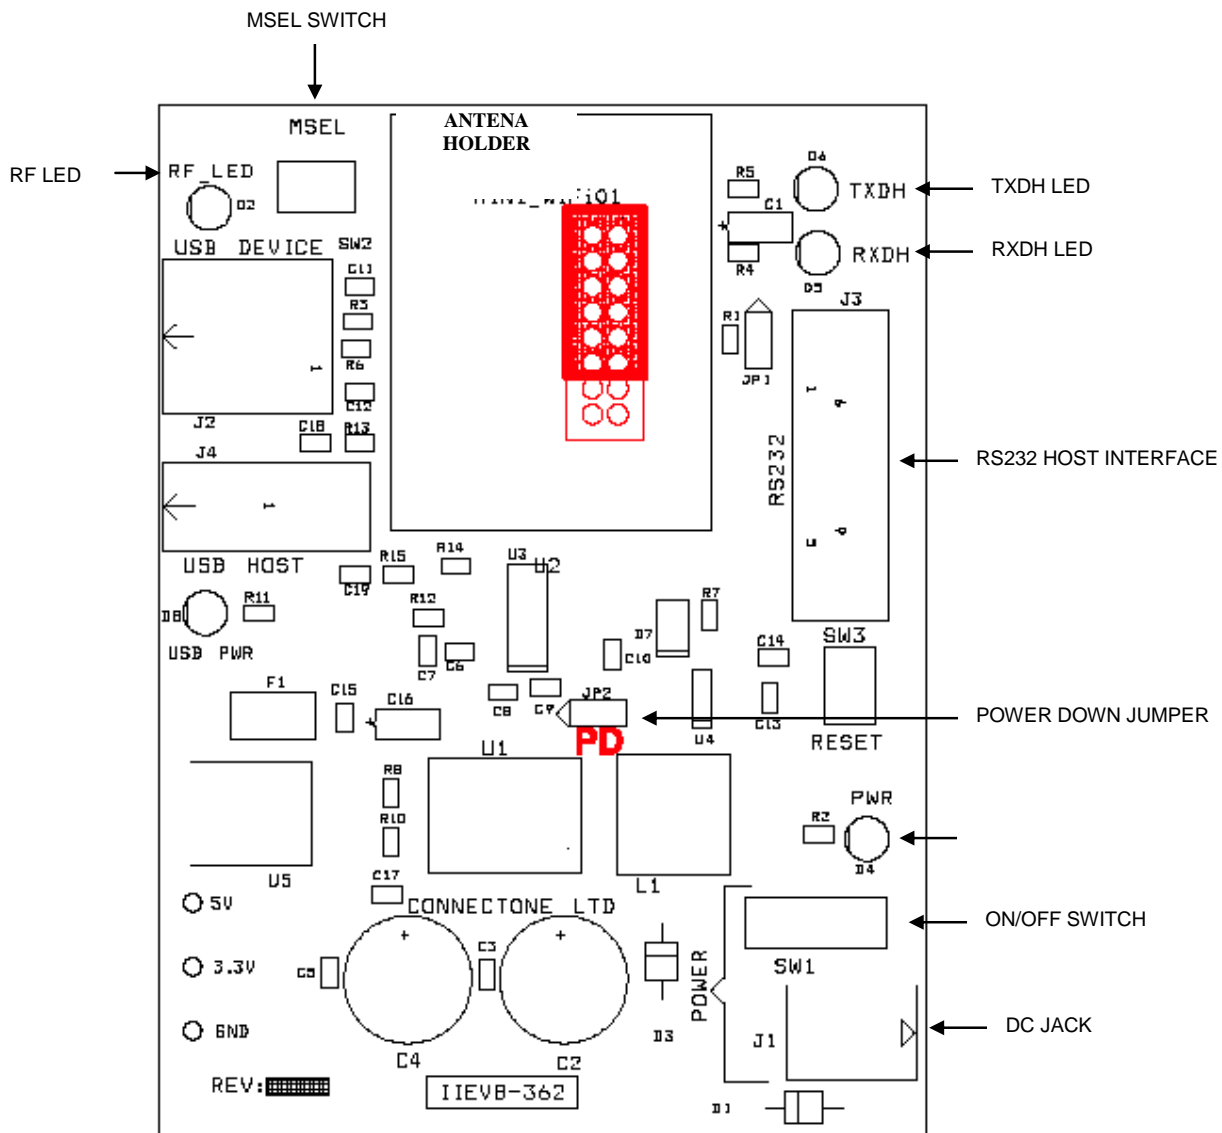 MSEL SWITCH
MSEL
ANTENA
HOLDER
RF LED
RF_LED
D2
D6
R5
TXDH
TXDH LED
C1
USB DEVICE
SW2
R4
RXDH
RXDH LED
D5
C11
J3
R3
R1
R6
1
JP1
1
C12
J2
C18
R13
J4
RS232
RS232 HOST INTERFACE
1
USB HOST
R15
R14
U3
U2
C19
D8
R11
R12
R7
D7
SW3
USB PWR
C7
C6
C10
C14
F1
C15
C16
C8
C9
JP2
C13
POWER DOWN JUMPER
PD
U4
RESET
U1
R8
PWR
R10
R2
D4
U5
C17
L1
5V
CONNECTONE LTD
ON/OFF SWITCH
+
+
C3
3.3V
POWER
SW1
GND
D3
J1
DC JACK
C4
C2
REV:
IIEVB-362
D1